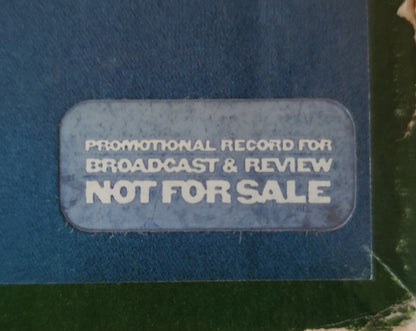 PROMOTIONAL RECORD FOR
BROADCAST & REVIEW
NOT FOR SALE